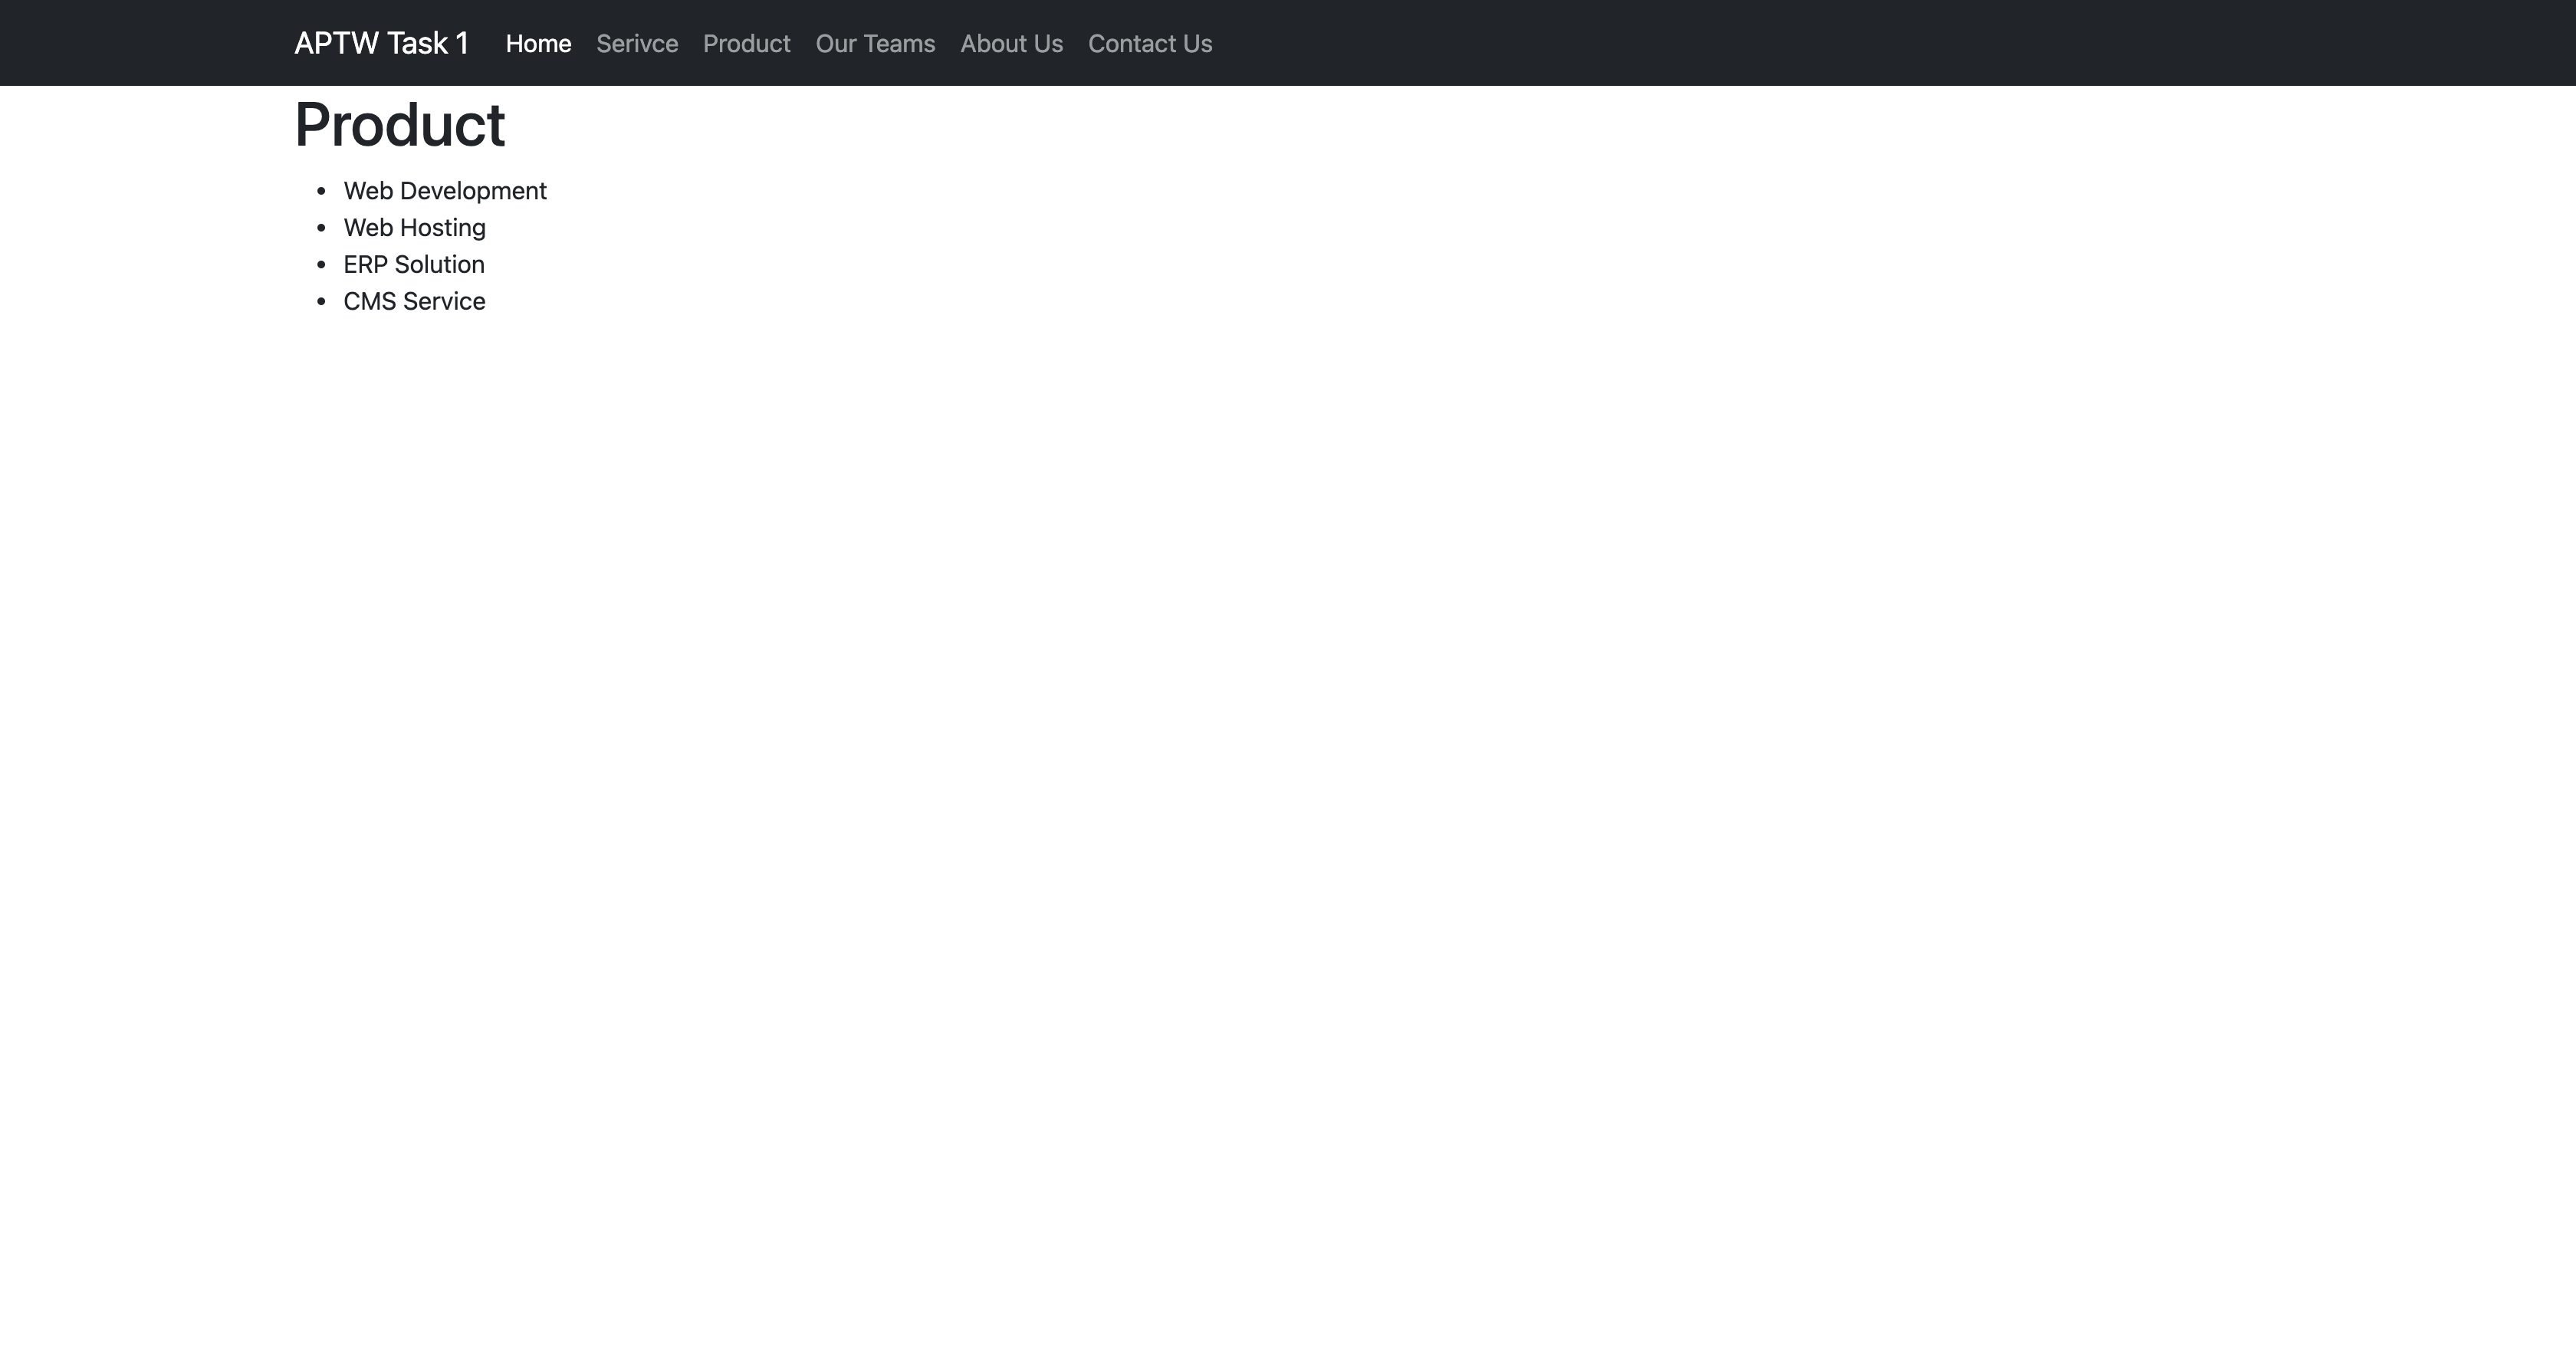 APTW Task 1 Home Serivce Product Our Teams About Us Contact Us
Product
Web Development
Web Hosting
ERP Solution
CMS Service